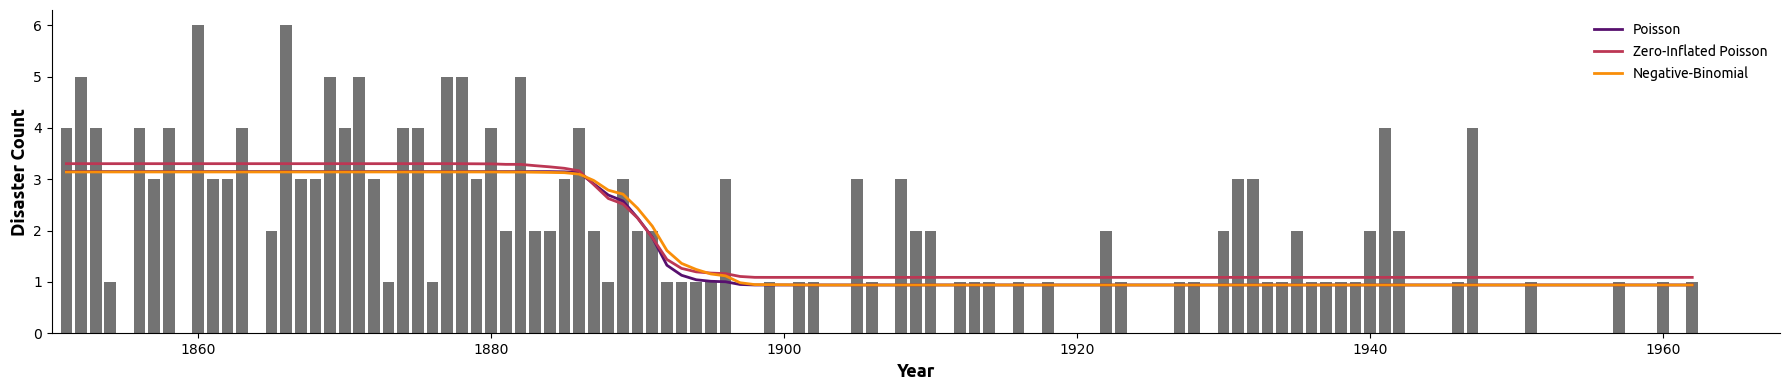 6
5
4
3
2
1
0
Disaster Count
Poisson
Zero-Inflated Poisson
Negative-Binomial
1860 1880 1900 1920 1940 1960
Year